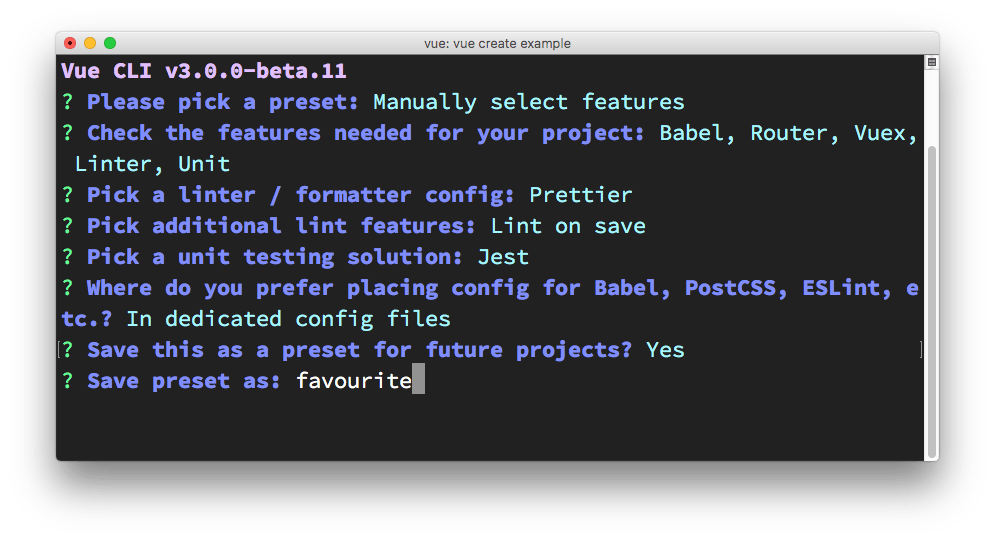 vue: vue create example
Vue CLI v3.0.0-beta.11
? Please pick a preset: Manually select features
? Check the features needed for your project: Babel, Router, Vuex,
Linter, Unit
? Pick a linter / formatter config: Prettier
? Pick additional lint features: Lint on save
? Pick a unit testing solution: Jest
? Where do you prefer placing config for Babel, PostCSS, ESLint, e
tc.? In dedicated config files
[? Save this as a preset for future projects? Yes ]
? Save preset as: favourite